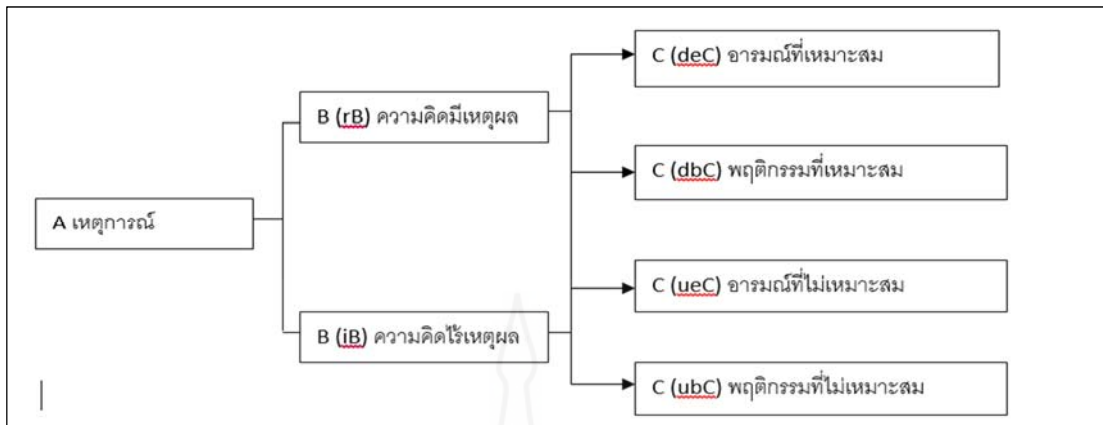 C (deC) อารมณ์ที่เหมาะสม
B (rB) ความคิดมีเหตุผล
C (dbC) พฤติกรรมที่เหมาะสม
A เหตุการณ์
C (ueC) อารมณ์ที่ไม่เหมาะสม
B (iB) ความคิดไร้เหตุผล
C (ubC) พฤติกรรมที่ไม่เหมาะสม